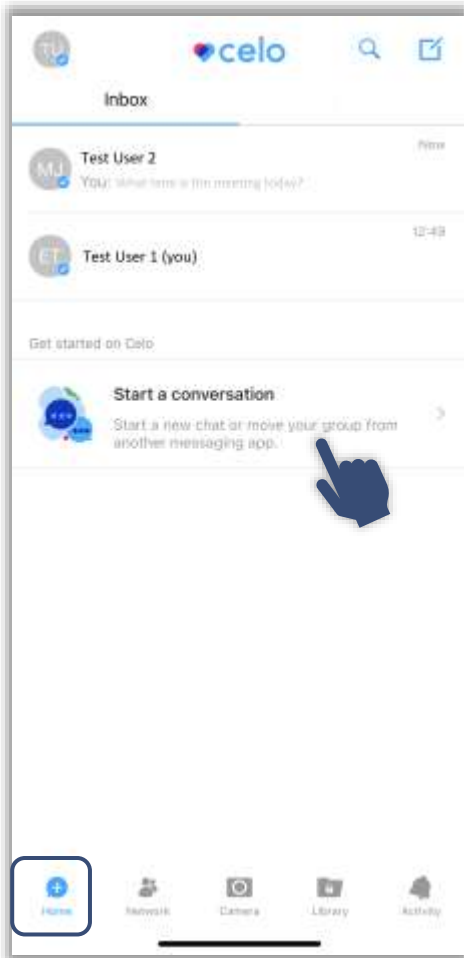 TU
celo
Inbox
MJ
Test User 2
Now
You: What time is the meeting today?
ET
Test User 1 (you)
12:49
Get started on Celo
Start a conversation
Start a new chat or move your group from
another messaging app.
Home
Network
Camera
Library
Activity